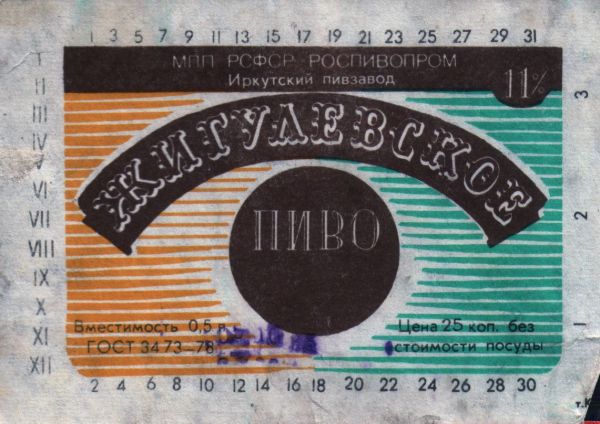 1 3 5 7 9 11 13 15 17 19 21 23 25 27 29 31
МПП РСФСР РОСПИВОПРОМ
Иркутский пивзавод
11%
ЖИГУЛЕВСКОЕ
ПИВО
Вместимость 0,5 л
ГОСТ 3473—78
Цена 25 коп. без
стоимости посуды
I
II
III
IV
V
VI
VII
VIII
IX
X
XI
XII
3
2
1
2 4 6 8 10 12 14 16 18 20 22 24 26 28 30